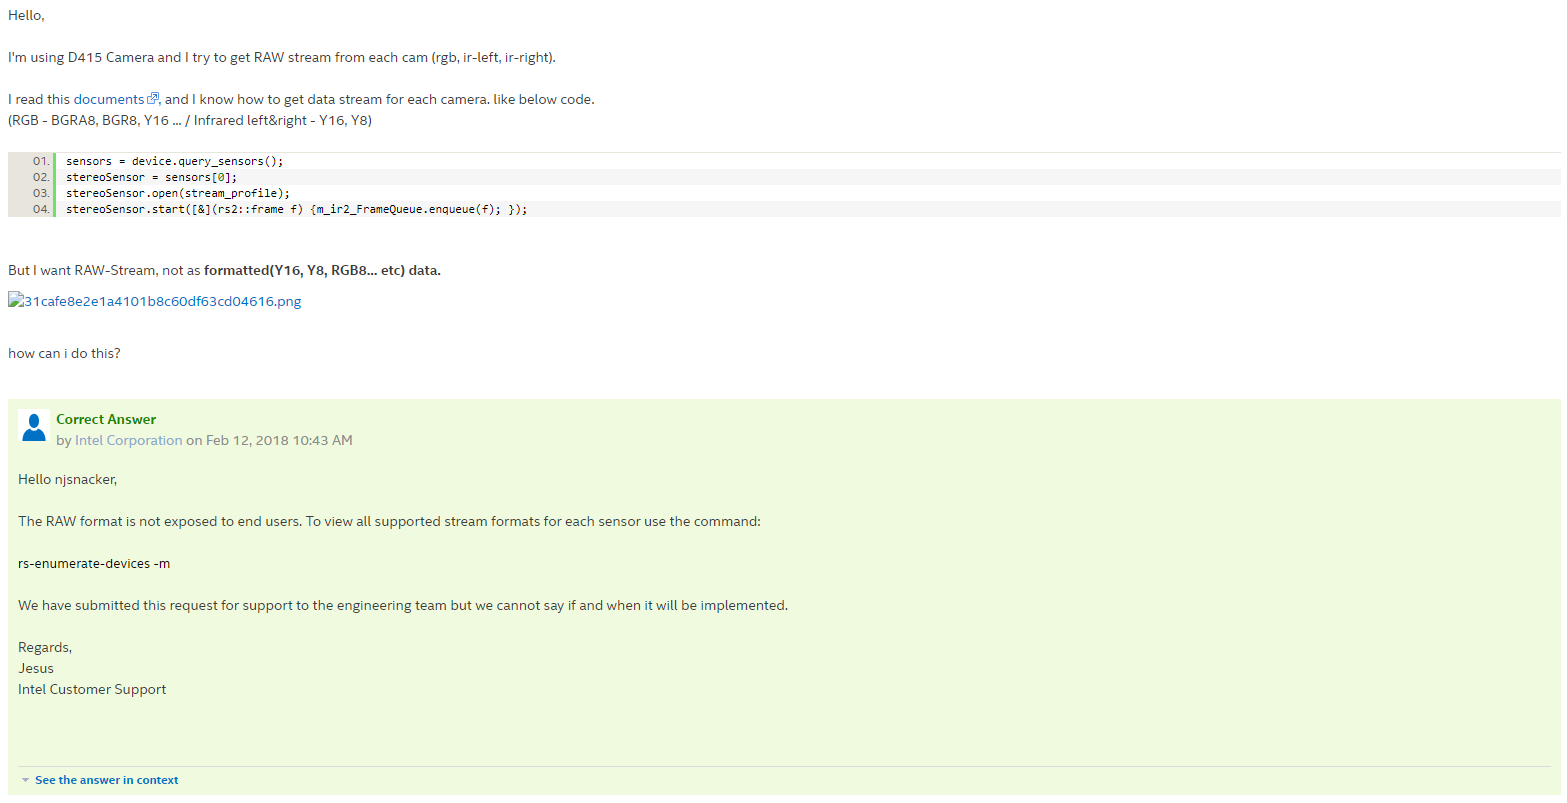 Hello,
I'm using D415 Camera and I try to get RAW stream from each cam (rgb, ir-left, ir-right).
I read this documents, and I know how to get data stream for each camera. like below code.
(RGB - BGRA8, BGR8, Y16 ... / Infrared left&right - Y16, Y8)
01. sensors = device.query_sensors();
02. stereoSensor = sensors[0];
03. stereoSensor.open(stream_profile);
04. stereoSensor.start([&](rs2::frame f) {m_ir2_FrameQueue.enqueue(f); });
But I want RAW-Stream, not as formatted(Y16, Y8, RGB8... etc) data.
31cafe8e2e1a4101b8c60df63cd04616.png
how can i do this?
Correct Answer
by Intel Corporation on Feb 12, 2018 10:43 AM
Hello njsnacker,
The RAW format is not exposed to end users. To view all supported stream formats for each sensor use the command:
rs-enumerate-devices -m
We have submitted this request for support to the engineering team but we cannot say if and when it will be implemented.
Regards,
Jesus
Intel Customer Support
See the answer in context